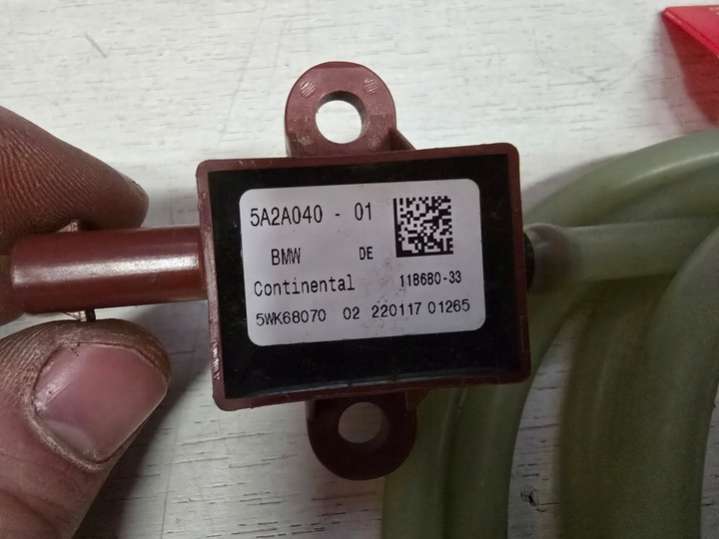 5A2A040 - 01
BMW DE
Continental 118680-33
5WK68070 02 220117 01265